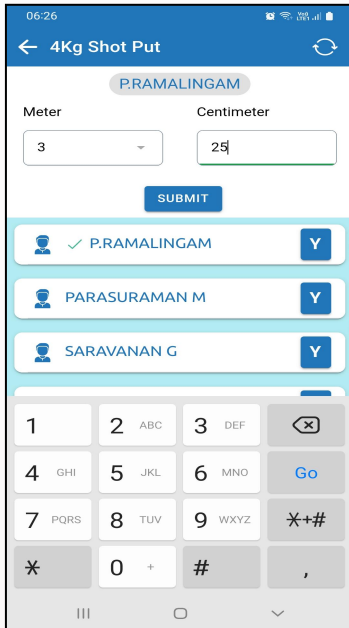 06:26
VoLTE1
4Kg Shot Put
P.RAMALINGAM
Meter Centimeter
3 25
SUBMIT
P.RAMALINGAM Y
PARASURAMAN M Y
SARAVANAN G Y
1 2 ABC 3 DEF
4 GHI 5 JKL 6 MNO Go
7 PQRS 8 TUV 9 WXYZ *+#
* 0 + # ,